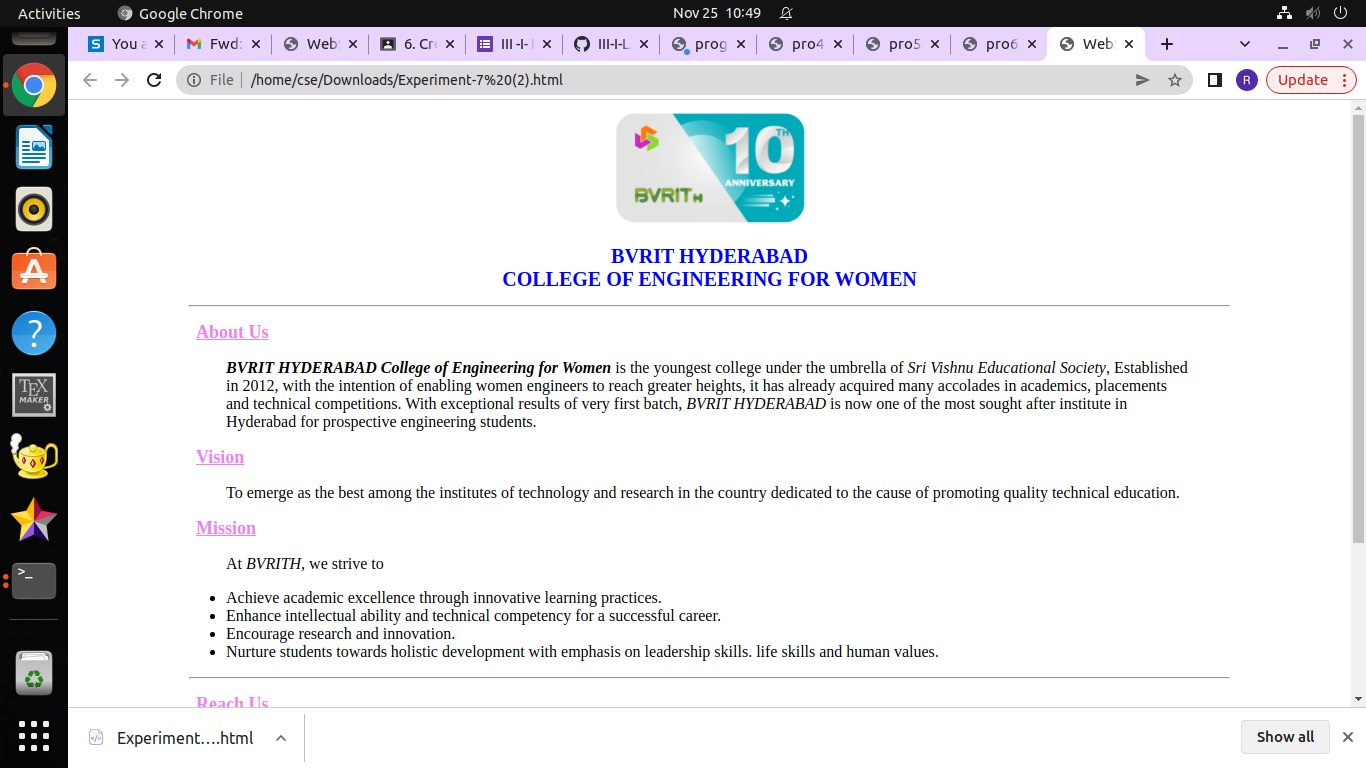 Activities Google Chrome Nov 25 10:49
You a Fwd: WebS 6. Cre III -I- I III-I-L prog pro4 pro5 pro6 WebS
File /home/cse/Downloads/Experiment-7%20(2).html R Update
10TH
ANNIVERSARY
BVRITH
BVRIT HYDERABAD
COLLEGE OF ENGINEERING FOR WOMEN
About Us
BVRIT HYDERABAD College of Engineering for Women is the youngest college under the umbrella of Sri Vishnu Educational Society, Established
in 2012, with the intention of enabling women engineers to reach greater heights, it has already acquired many accolades in academics, placements
and technical competitions. With exceptional results of very first batch, BVRIT HYDERABAD is now one of the most sought after institute in
Hyderabad for prospective engineering students.
Vision
To emerge as the best among the institutes of technology and research in the country dedicated to the cause of promoting quality technical education.
Mission
At BVRITH, we strive to
Achieve academic excellence through innovative learning practices.
Enhance intellectual ability and technical competency for a successful career.
Encourage research and innovation.
Nurture students towards holistic development with emphasis on leadership skills. life skills and human values.
Reach Us
TEX
MAKER
Experiment....html Show all